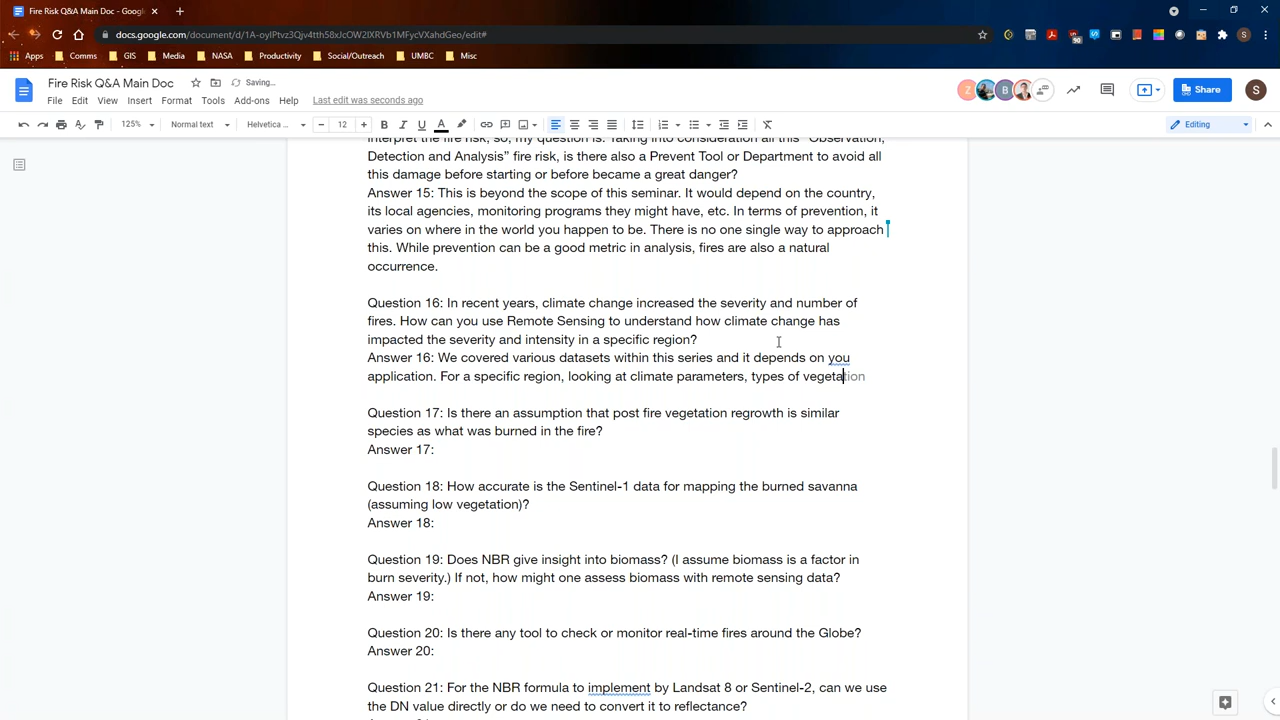 Fire Risk Q&A Main Doc - Google
docs.google.com/document/d/1A-oyIPtvz3Qjv4tth58xJcOW2IXRVb1MFycVXahdGeo/edit#
Apps Comms GIS Media NASA Productivity Social/Outreach UMBC Misc
Fire Risk Q&A Main Doc Saving...
File Edit View Insert Format Tools Add-ons Help Last edit was seconds ago
Share
125% Normal text Helvetica ... 12 Editing
interpret the fire risk, so, my question is: Taking into consideration all this "Observation,
Detection and Analysis" fire risk, is there also a Prevent Tool or Department to avoid all
this damage before starting or before became a great danger?
Answer 15: This is beyond the scope of this seminar. It would depend on the country,
its local agencies, monitoring programs they might have, etc. In terms of prevention, it
varies on where in the world you happen to be. There is no one single way to approach
this. While prevention can be a good metric in analysis, fires are also a natural
occurrence.
Question 16: In recent years, climate change increased the severity and number of
fires. How can you use Remote Sensing to understand how climate change has
impacted the severity and intensity in a specific region?
Answer 16: We covered various datasets within this series and it depends on you
application. For a specific region, looking at climate parameters, types of vegetation
Question 17: Is there an assumption that post fire vegetation regrowth is similar
species as what was burned in the fire?
Answer 17:
Question 18: How accurate is the Sentinel-1 data for mapping the burned savanna
(assuming low vegetation)?
Answer 18:
Question 19: Does NBR give insight into biomass? (I assume biomass is a factor in
burn severity.) If not, how might one assess biomass with remote sensing data?
Answer 19:
Question 20: Is there any tool to check or monitor real-time fires around the Globe?
Answer 20:
Question 21: For the NBR formula to implement by Landsat 8 or Sentinel-2, can we use
the DN value directly or do we need to convert it to reflectance?